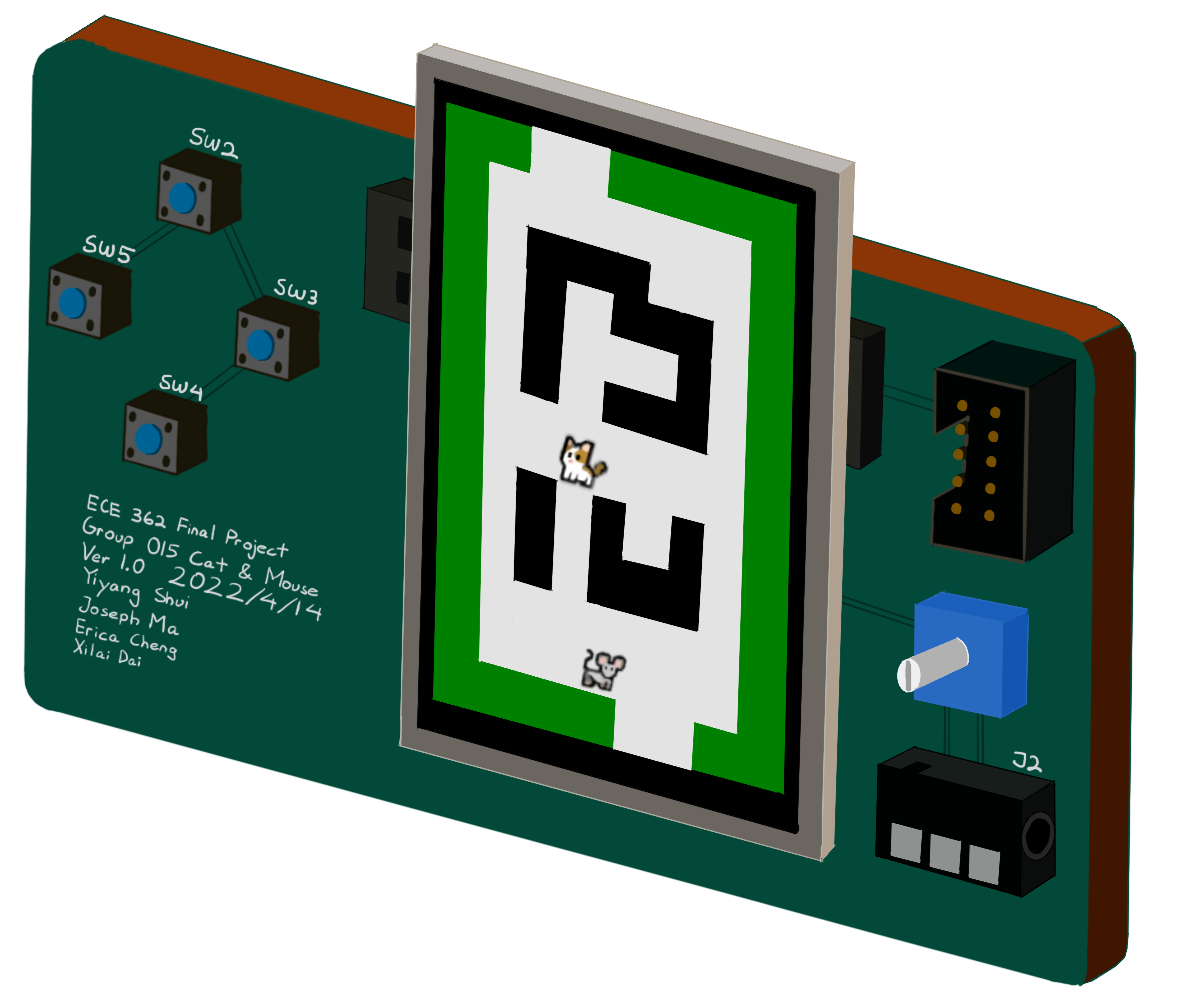 SW2
SW5
SW3
SW4
ECE 362 Final Project
Group 015 Cat & Mouse
Ver 1.0 2022/4/14
Yiyang Shui
Joseph Ma
Erica Cheng
Xilai Dai
J2